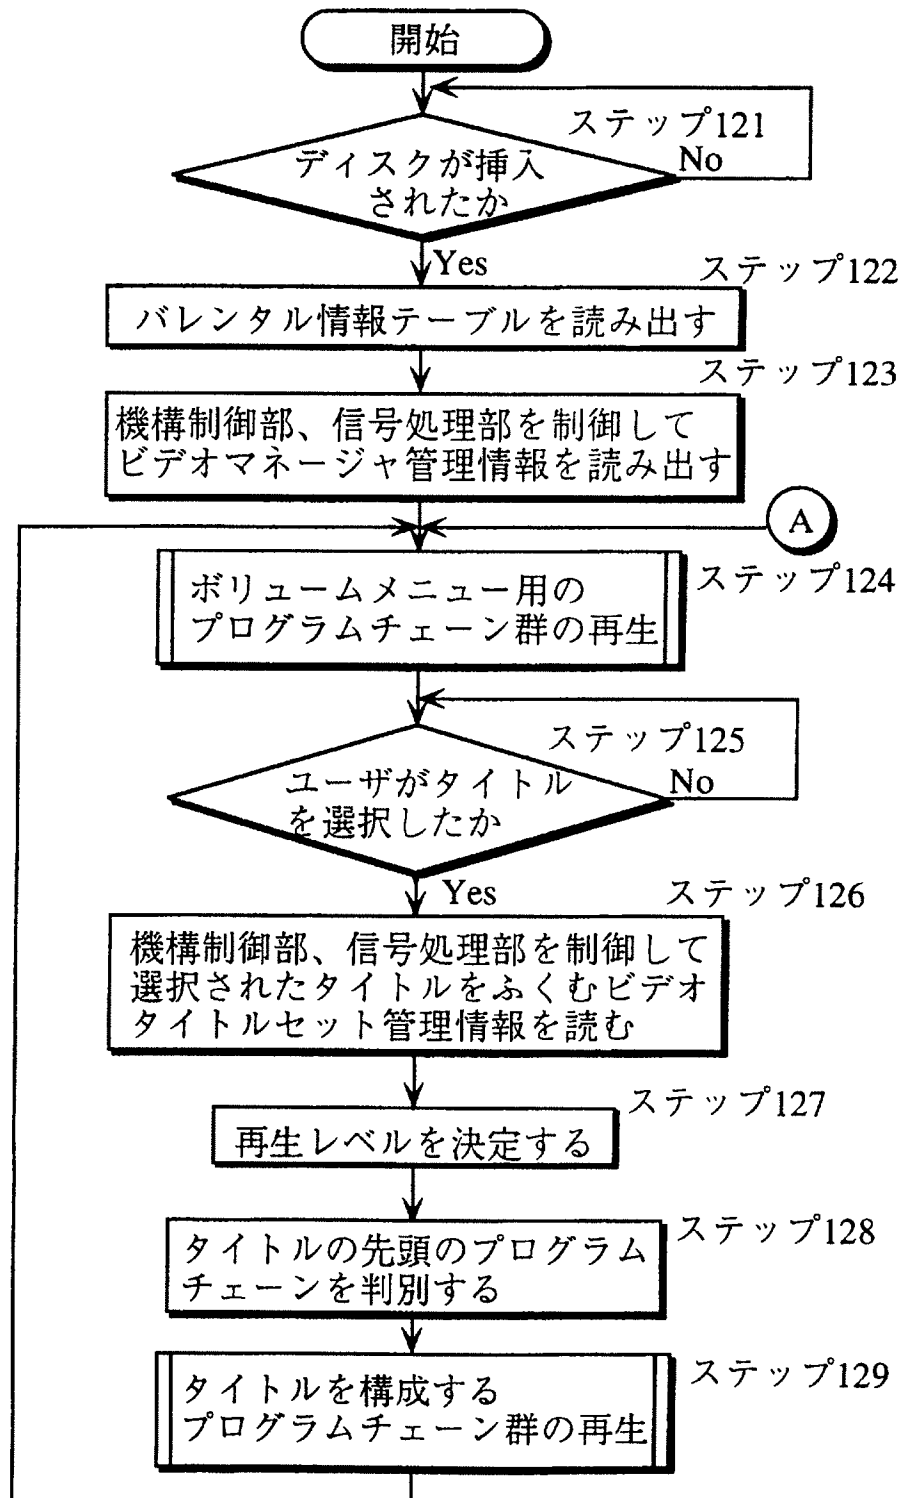 開始
ステップ121
ディスクが挿入
されたか
No
Yes
ステップ122
バレンタル情報テーブルを読み出す
ステップ123
機構制御部、信号処理部を制御して
ビデオマネージャ管理情報を読み出す
A
ステップ124
ボリュームメニュー用の
プログラムチェーン群の再生
ステップ125
ユーザがタイトル
を選択したか
No
Yes
ステップ126
機構制御部、信号処理部を制御して
選択されたタイトルをふくむビデオ
タイトルセット管理情報を読む
ステップ127
再生レベルを決定する
ステップ128
タイトルの先頭のプログラム
チェーンを判別する
ステップ129
タイトルを構成する
プログラムチェーン群の再生